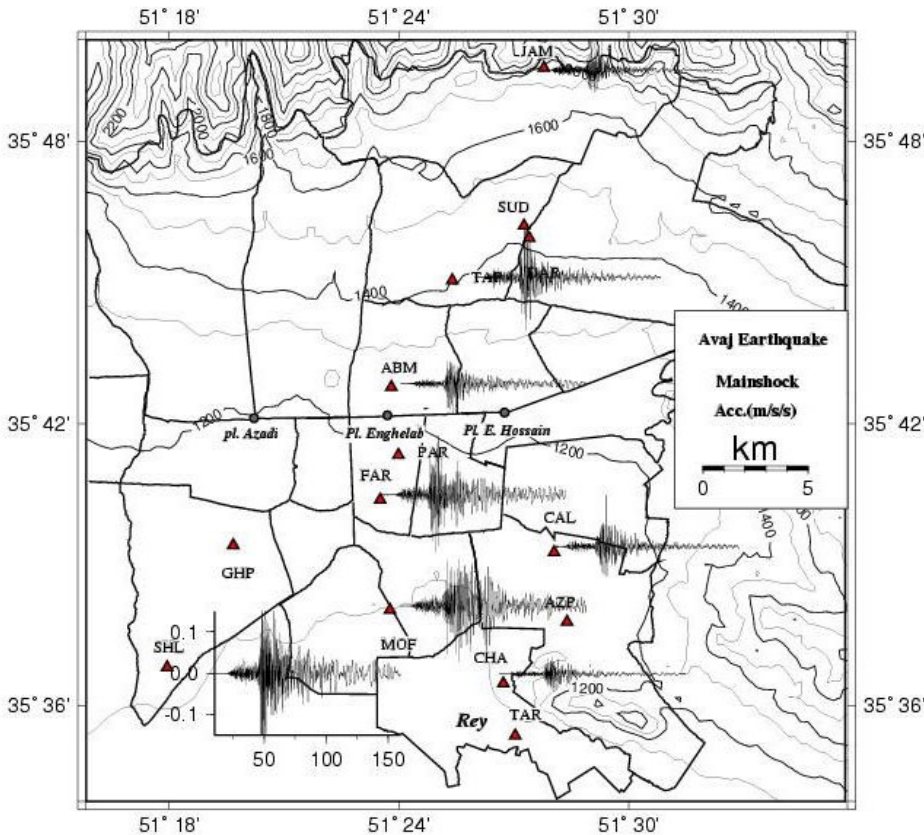 51° 18' 51° 24' 51° 30'
JAM
1600
2200
2000
1800
1600
1600
35° 48' 35° 48'
SUD
TAP DAR
1400
1400
Avaj Earthquake
Mainshock
Acc.(m/s/s)
km
0 5
ABM
35° 42' 35° 42'
1200
pl. Azadi Pl. Enghelab Pl. E. Hossain
1200
PAR
FAR
CAL
1400
GHP
AZP
MOF
0.1
SHL
0.0
-0.1
CHA
1200
35° 36' 35° 36'
Rey TAR
50 100 150
51° 18' 51° 24' 51° 30'